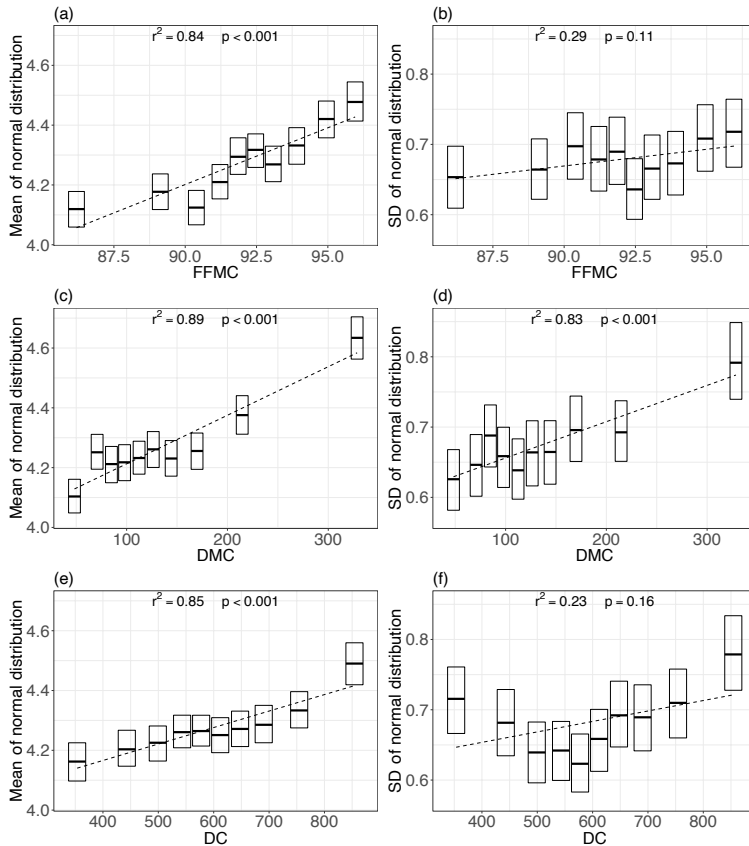 (a)
r² = 0.84 p < 0.001
Mean of normal distribution
4.6
4.4
4.2
4.0
87.5 90.0 92.5 95.0
FFMC
(b)
r² = 0.29 p = 0.11
SD of normal distribution
0.8
0.7
0.6
87.5 90.0 92.5 95.0
FFMC
(c)
r² = 0.89 p < 0.001
Mean of normal distribution
4.6
4.4
4.2
4.0
100 200 300
DMC
(d)
r² = 0.83 p < 0.001
SD of normal distribution
0.8
0.7
0.6
100 200 300
DMC
(e)
r² = 0.85 p < 0.001
Mean of normal distribution
4.6
4.4
4.2
4.0
400 500 600 700 800
DC
(f)
r² = 0.23 p = 0.16
SD of normal distribution
0.8
0.7
0.6
400 500 600 700 800
DC